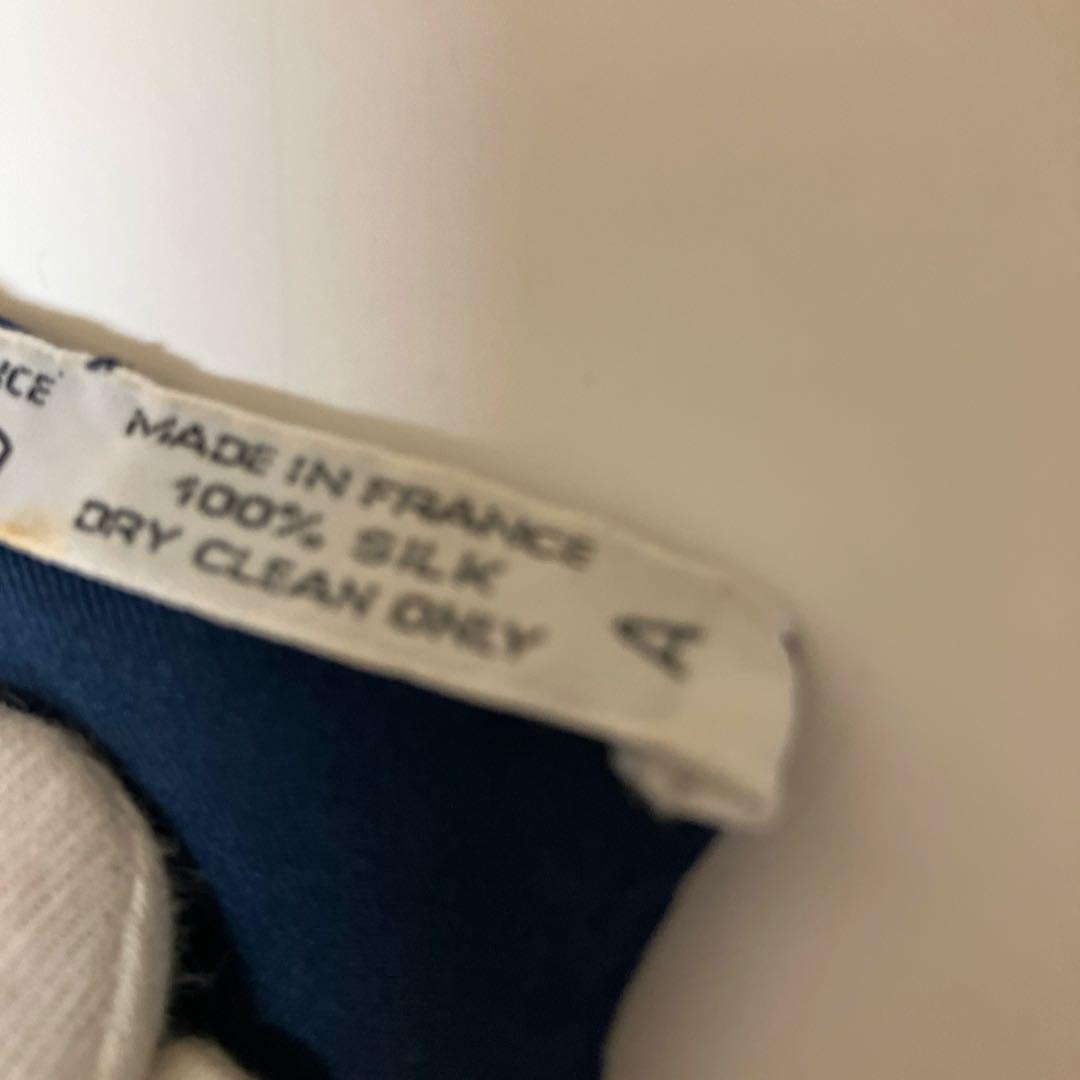 MADE IN FRANCE
100% SILK
DRY CLEAN ONLY
A